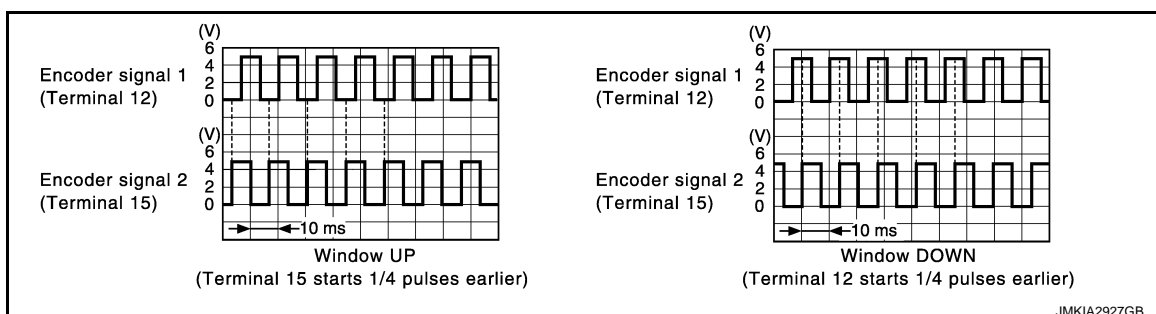 (V)
6
4
2
0
Encoder signal 1
(Terminal 12)
(V)
6
4
2
0
Encoder signal 2
(Terminal 15)
10 ms
Window UP
(Terminal 15 starts 1/4 pulses earlier)
(V)
6
4
2
0
Encoder signal 1
(Terminal 12)
(V)
6
4
2
0
Encoder signal 2
(Terminal 15)
10 ms
Window DOWN
(Terminal 12 starts 1/4 pulses earlier)
JMKIA2927GB